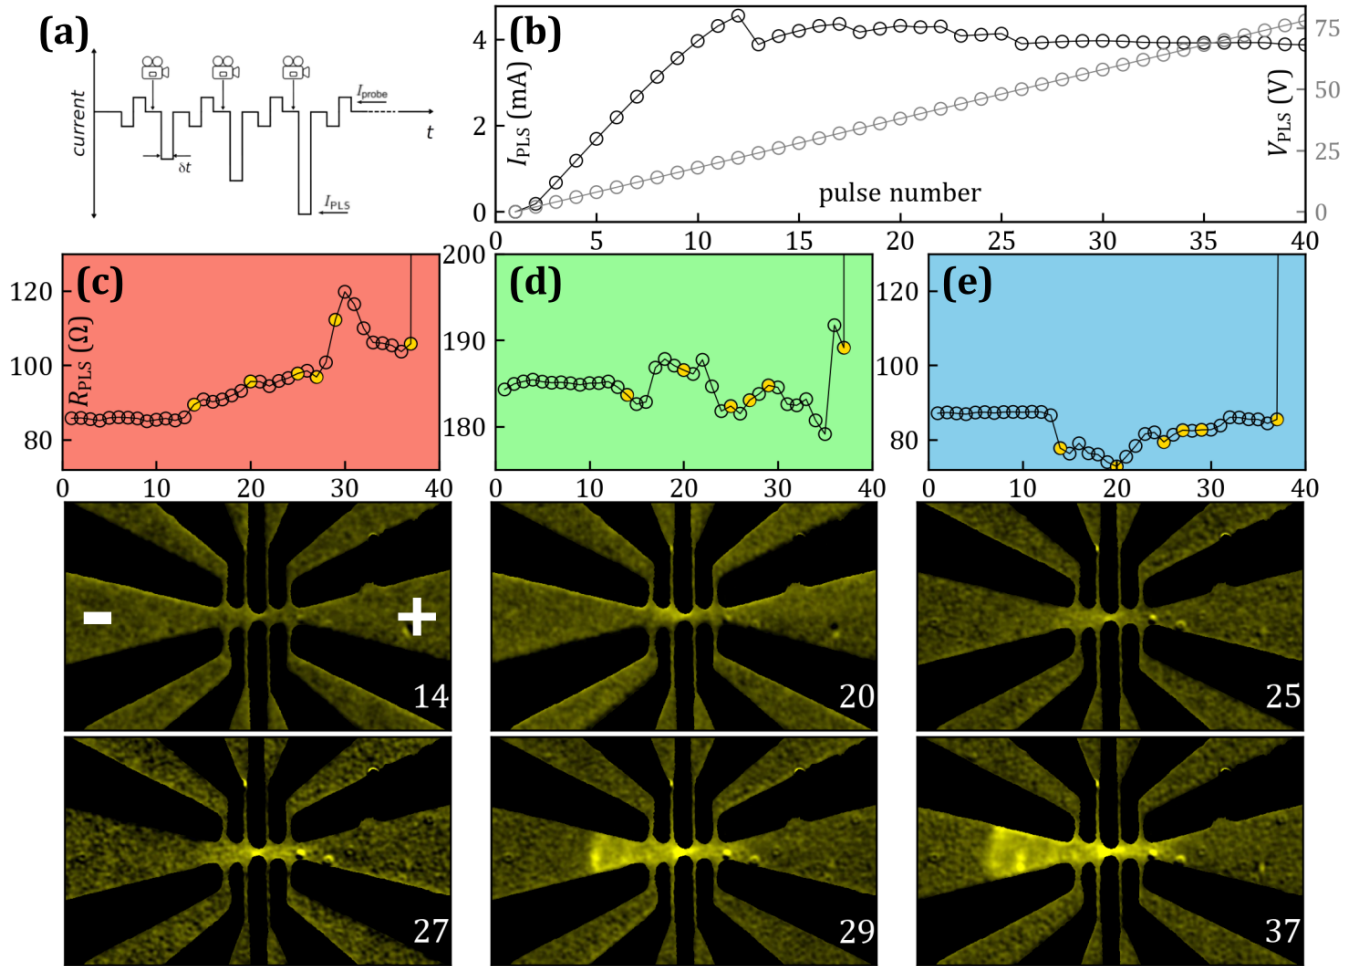 (a)
current
I_probe
t
δt
I_PLS
(b)
I_PLS (mA)
4
2
0
V_PLS (V)
75
50
25
0
pulse number
0 5 10 15 20 25 30 35 40
(c)
R_PLS (Ω)
120
100
80
0 10 20 30 40
(d)
200
190
180
0 10 20 30 40
(e)
120
100
80
0 10 20 30 40
- +
14
20
25
27
29
37